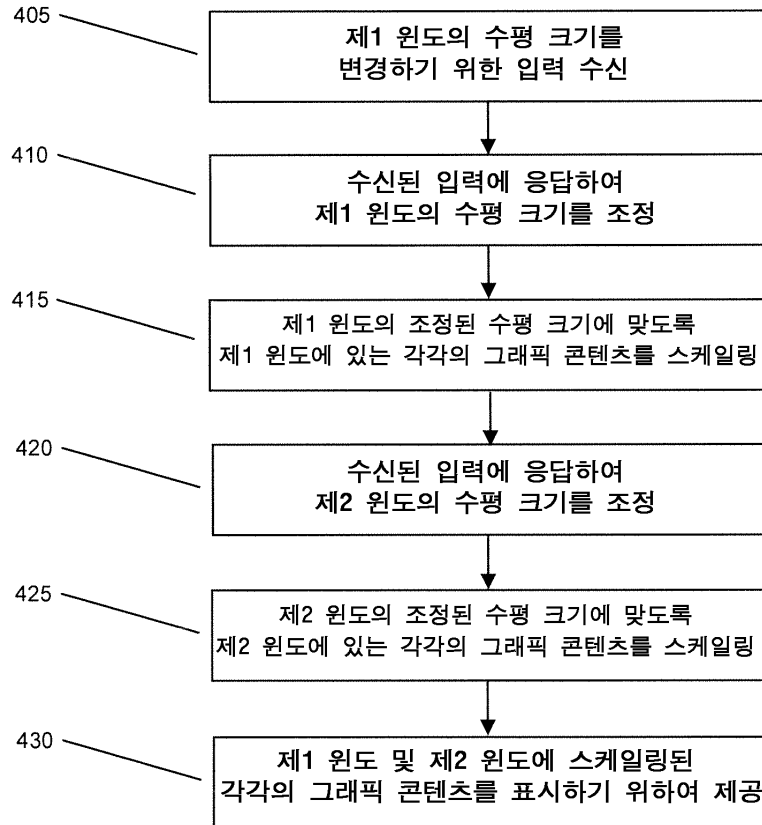 405
제1 윈도의 수평 크기를
변경하기 위한 입력 수신
410
수신된 입력에 응답하여
제1 윈도의 수평 크기를 조정
415
제1 윈도의 조정된 수평 크기에 맞도록
제1 윈도에 있는 각각의 그래픽 콘텐츠를 스케일링
420
수신된 입력에 응답하여
제2 윈도의 수평 크기를 조정
425
제2 윈도의 조정된 수평 크기에 맞도록
제2 윈도에 있는 각각의 그래픽 콘텐츠를 스케일링
430
제1 윈도 및 제2 윈도에 스케일링된
각각의 그래픽 콘텐츠를 표시하기 위하여 제공